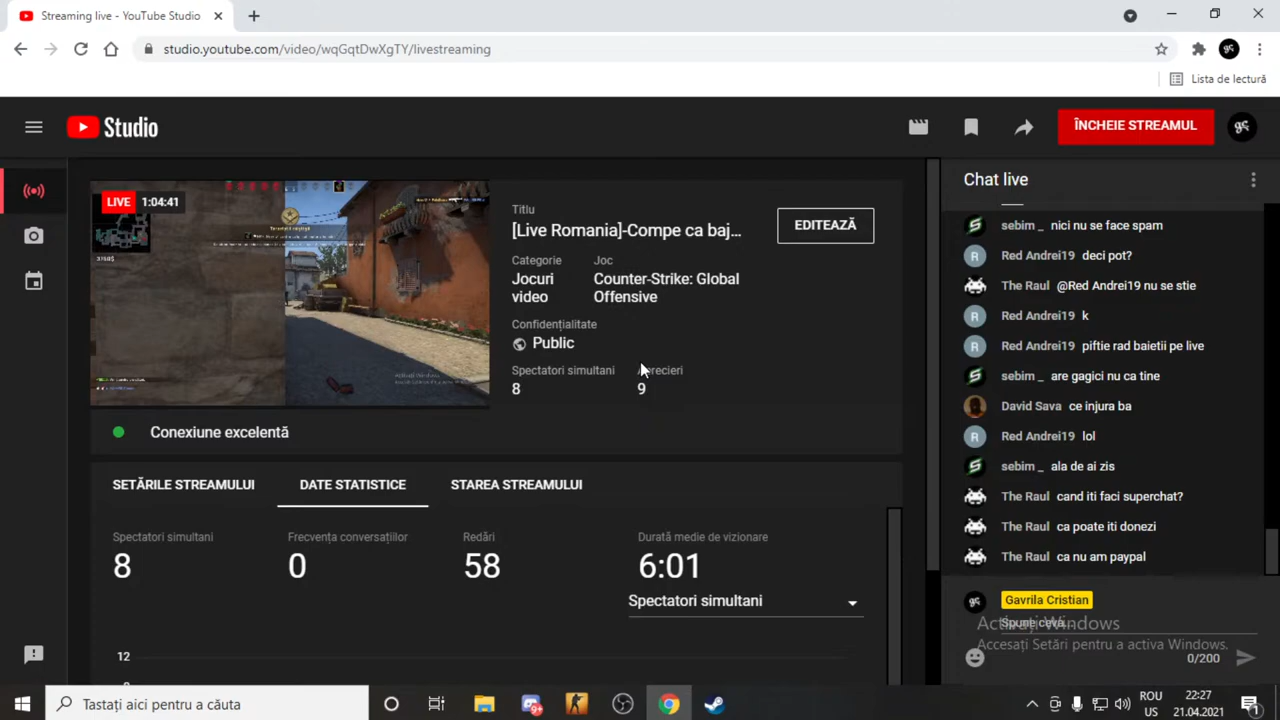 Streaming live - YouTube Studio
studio.youtube.com/video/wqGqtDwXgTY/livestreaming
Lista de lectură
Studio
ÎNCHEIE STREAMUL
gc
LIVE 1:04:41
3150$
Titlu
[Live Romania]-Compe ca baj...
EDITEAZĂ
Categorie
Jocuri video
Joc
Counter-Strike: Global
Offensive
Confidențialitate
Public
Spectatori simultani
8
9
Conexiune excelentă
SETĂRILE STREAMULUI
DATE STATISTICE
STAREA STREAMULUI
Spectatori simultani
8
Frecvența conversațiilor
0
Redări
58
Durată medie de vizionare
6:01
Spectatori simultani
12
Chat live
sebim _ nici nu se face spam
Red Andrei19 deci pot?
The Raul @Red Andrei19 nu se stie
Red Andrei19 k
Red Andrei19 piftie rad baietii pe live
sebim _ are gagici nu ca tine
David Sava ce injura ba
Red Andrei19 lol
sebim _ ala de ai zis
The Raul cand iti faci superchat?
The Raul ca poate iti donezi
The Raul ca nu am paypal
Gavrila Cristian
Spune ceva...
Activați Windows
Accesați Setări pentru a activa Windows.
0/200
Tastați aici pentru a căuta
ROU
US
22:27
21.04.2021